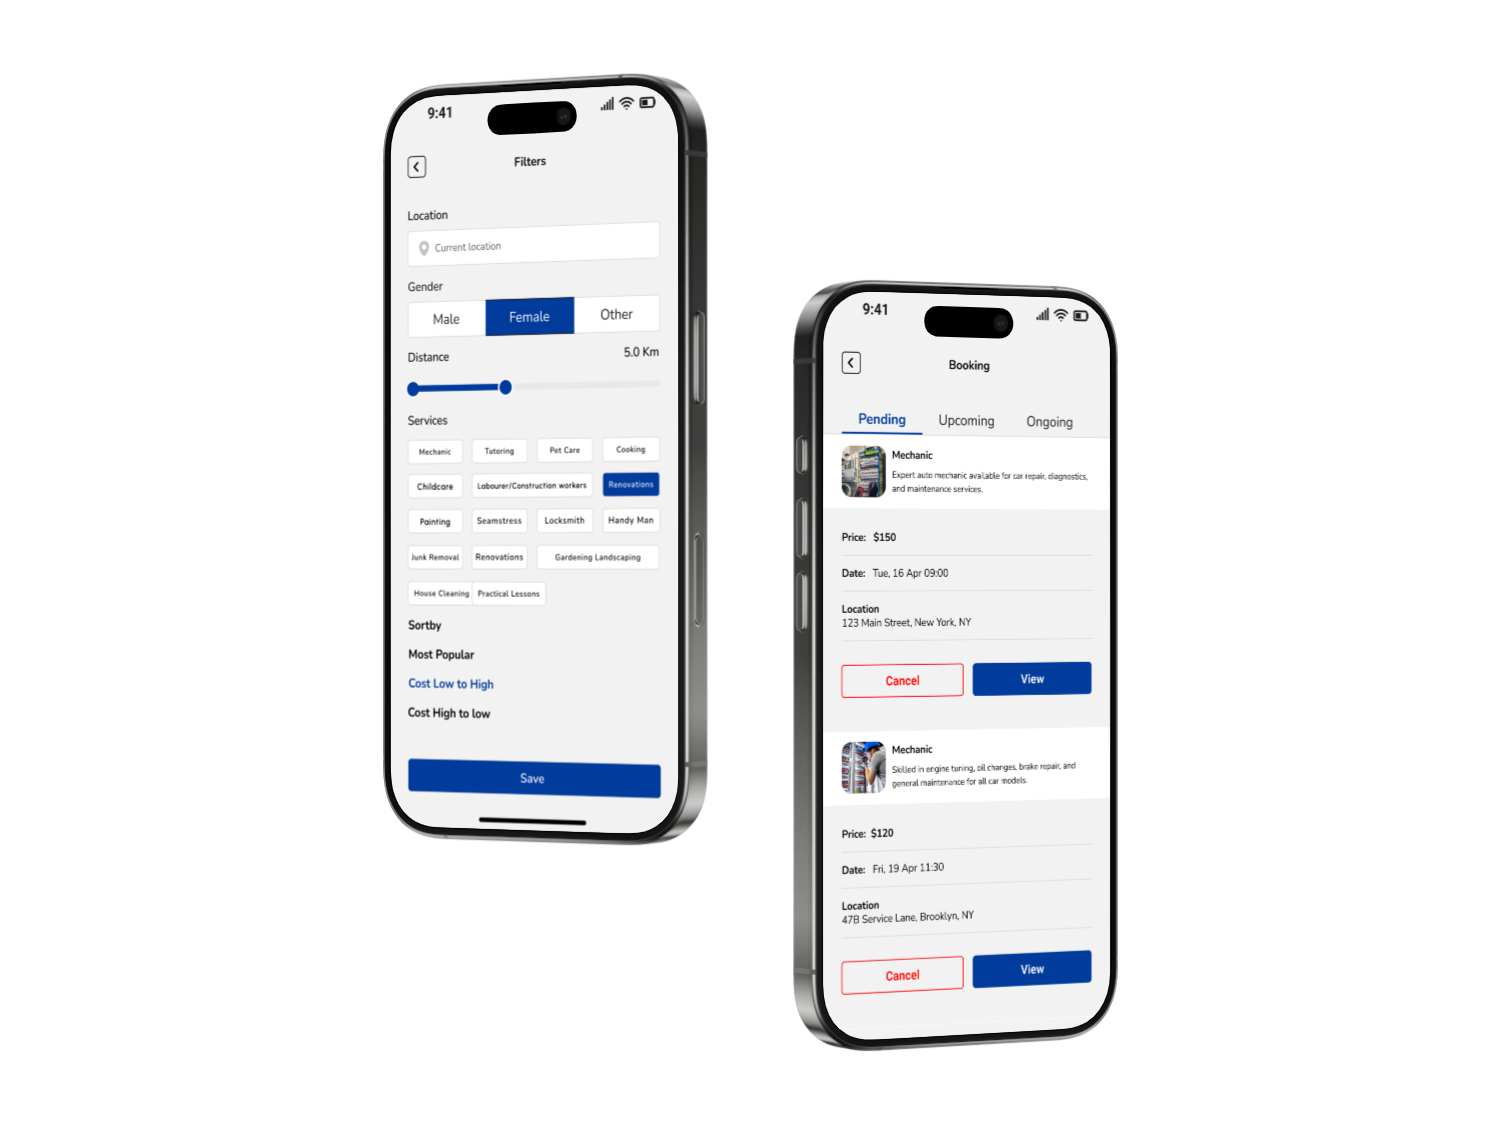 9:41
Filters
Location
Current location
Gender
Male Female Other
Distance 5.0 Km
Services
Mechanic Tutoring Pet Care Cooking
Childcare Labourer/Construction workers Renovations
Painting Seamstress Locksmith Handy Man
Junk Removal Renovations Gardening Landscaping
House Cleaning Practical Lessons
Sortby
Most Popular
Cost Low to High
Cost High to low
Save
9:41
Booking
Pending Upcoming Ongoing
Mechanic
Expert auto mechanic available for car repair, diagnostics,
and maintenance services.
Price: $150
Date: Tue, 16 Apr 09:00
Location
123 Main Street, New York, NY
Cancel View
Mechanic
Skilled in engine tuning, oil changes, brake repair, and
general maintenance for all car models.
Price: $120
Date: Fri, 19 Apr 11:30
Location
47B Service Lane, Brooklyn, NY
Cancel View